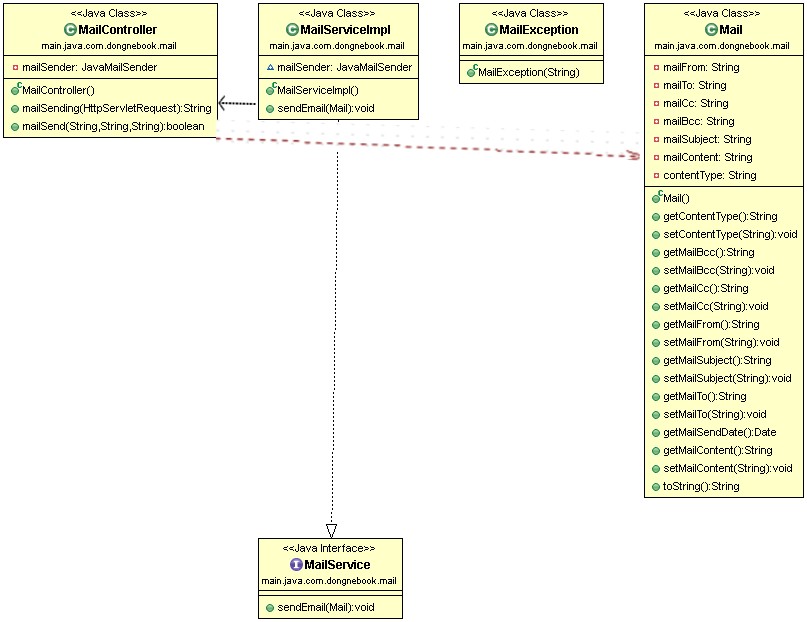 <<Java Class>>
MailController
main.java.com.dongnebook.mail
mailSender: JavaMailSender
MailController()
mailSending(HttpServletRequest):String
mailSend(String,String,String):boolean
<<Java Class>>
MailServiceImpl
main.java.com.dongnebook.mail
mailSender: JavaMailSender
MailServiceImpl()
sendEmail(Mail):void
<<Java Class>>
MailException
main.java.com.dongnebook.mail
MailException(String)
<<Java Class>>
Mail
main.java.com.dongnebook.mail
mailFrom: String
mailTo: String
mailCc: String
mailBcc: String
mailSubject: String
mailContent: String
contentType: String
Mail()
getContentType():String
setContentType(String):void
getMailBcc():String
setMailBcc(String):void
getMailCc():String
setMailCc(String):void
getMailFrom():String
setMailFrom(String):void
getMailSubject():String
setMailSubject(String):void
getMailTo():String
setMailTo(String):void
getMailSendDate():Date
getMailContent():String
setMailContent(String):void
toString():String
<<Java Interface>>
MailService
main.java.com.dongnebook.mail
sendEmail(Mail):void